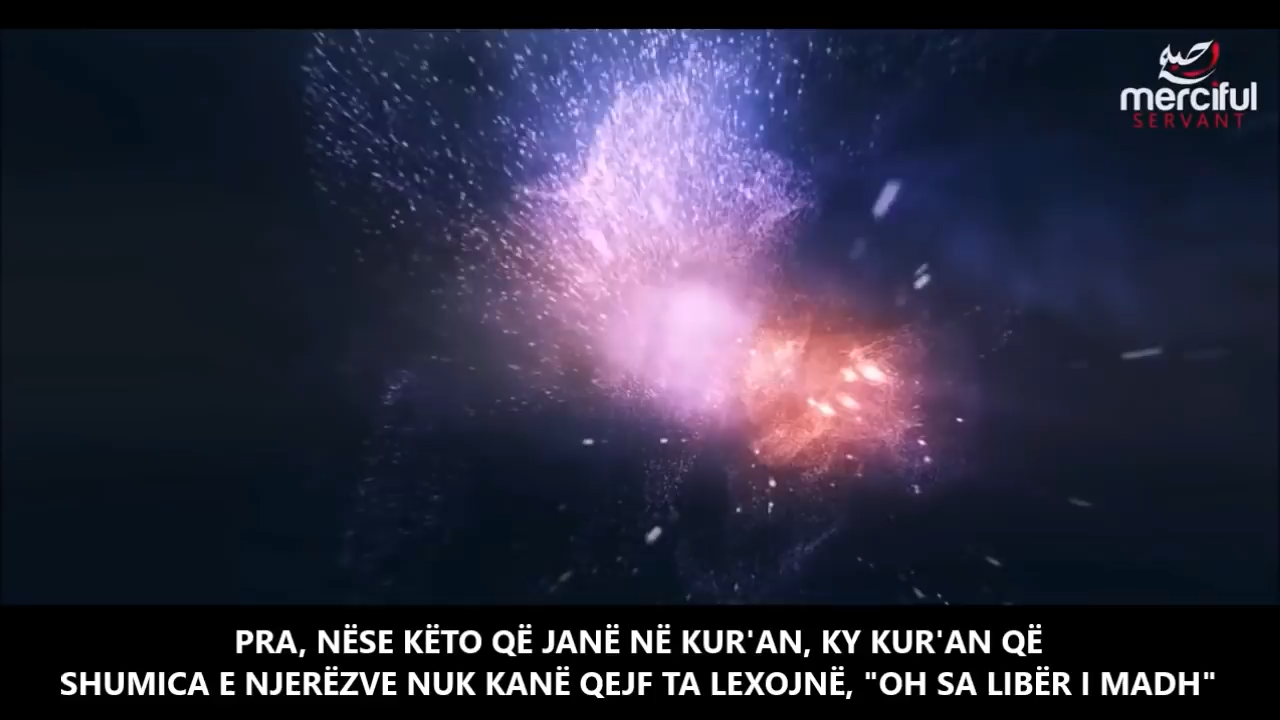 merciful
SERVANT
PRA, NËSE KËTO QË JANË NË KUR'AN, KY KUR'AN QË
SHUMICA E NJERËZVE NUK KANË QEJF TA LEXOJNË, "OH SA LIBËR I MADH"